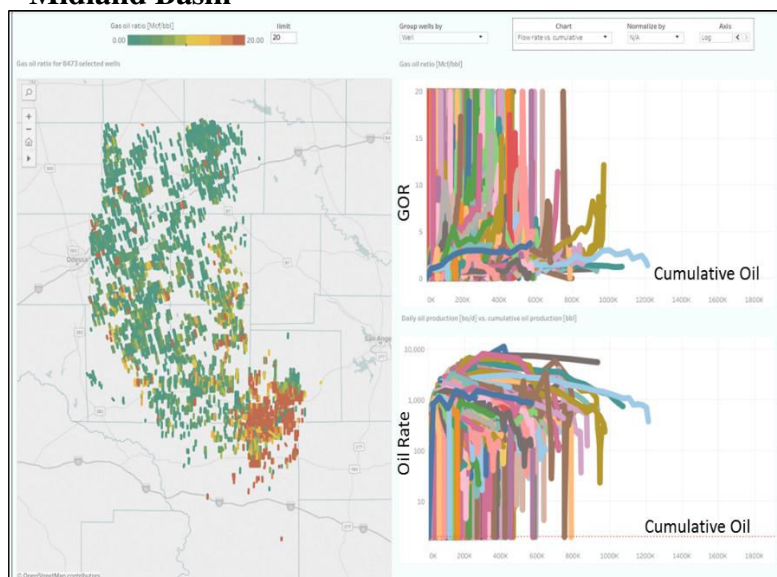 Midland Basin
Gas oil ratio [Mcf/bbl]
0.00
20.00
limit
20
Group wells by
Well
Chart
Flow rate vs. cumulative
Normalize by
N/A
Axis
Log
Gas oil ratio for 8473 selected wells
Odessa
San Angelo
© OpenStreetMap contributors
Gas oil ratio [Mcf/bbl]
20
15
10
5
0
GOR
Cumulative Oil
0K 200K 400K 600K 800K 1000K 1200K 1400K 1600K 1800K
Daily oil production [bo/d] vs. cumulative oil production [bbl]
10,000
1,000
100
10
Oil Rate
Cumulative Oil
0K 200K 400K 600K 800K 1000K 1200K 1400K 1600K 1800K